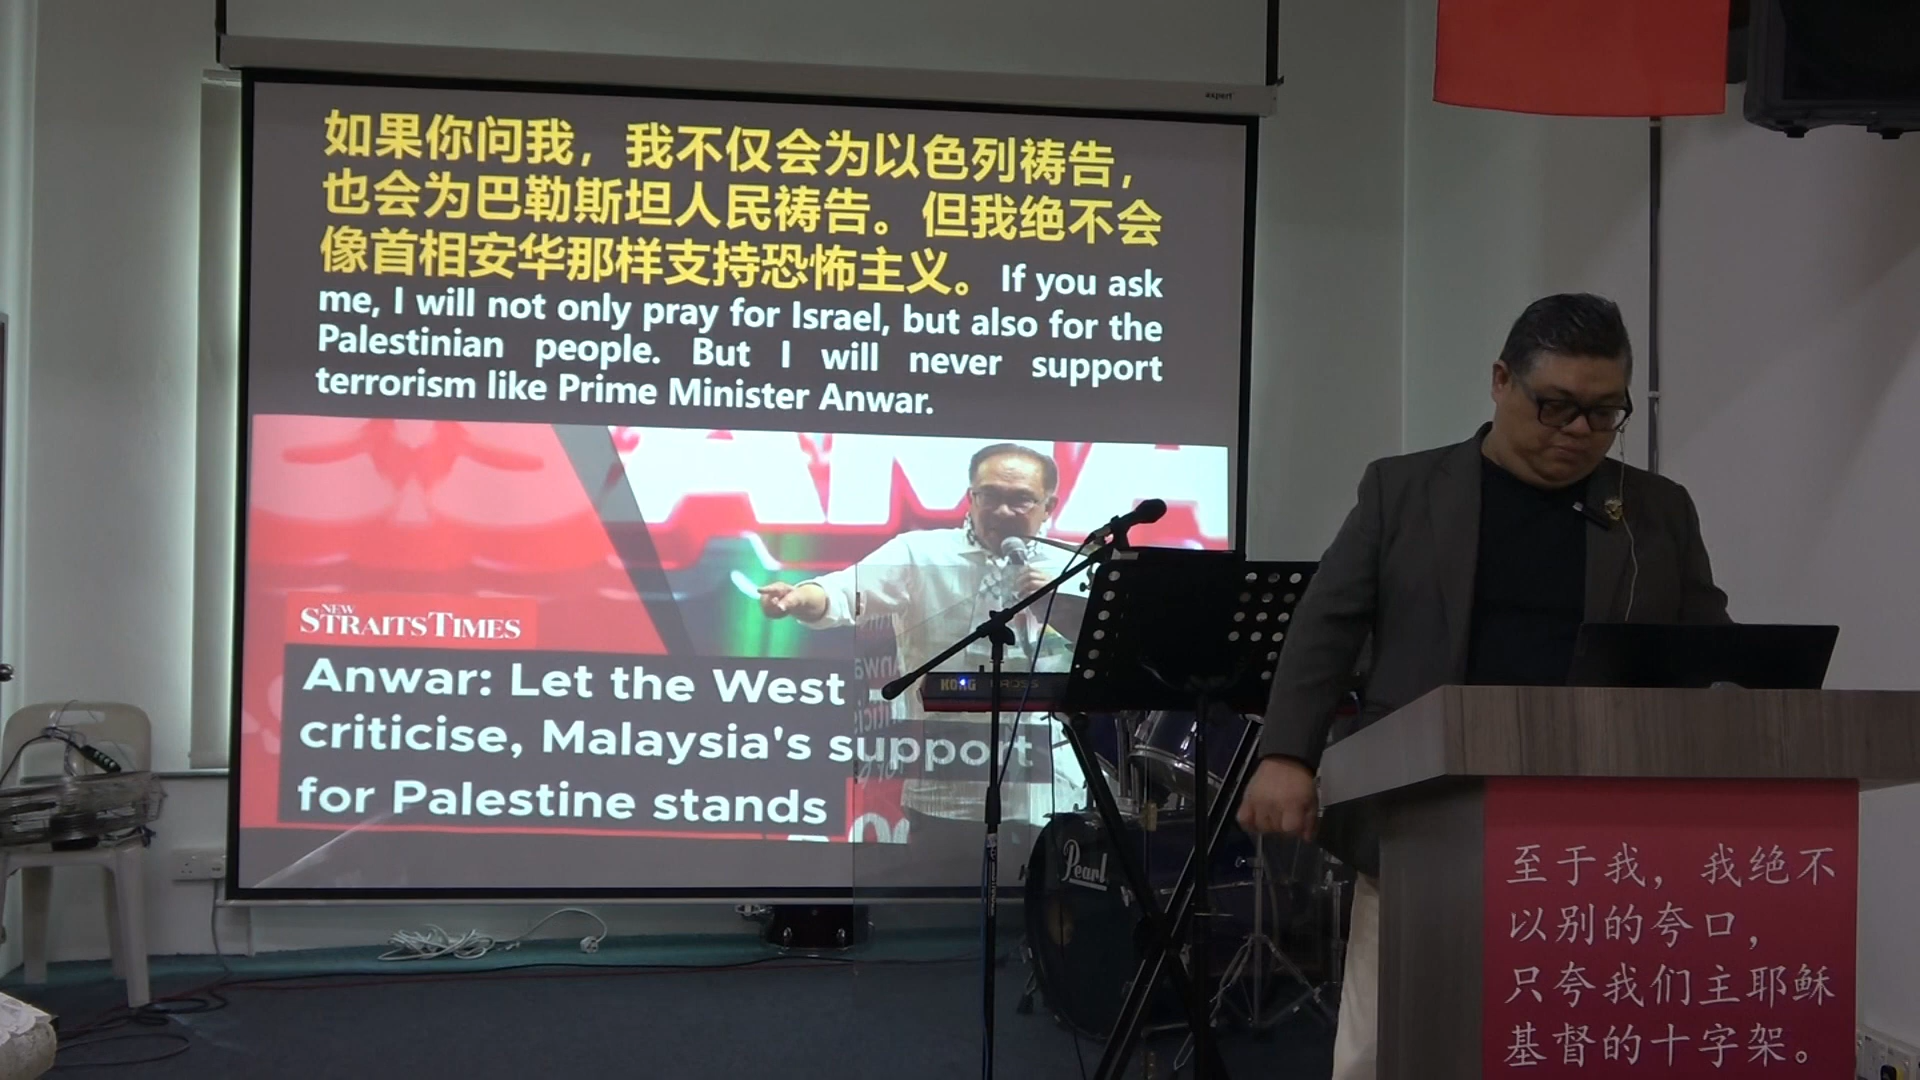 aspert
如果你问我，我不仅会为以色列祷告，
也会为巴勒斯坦人民祷告。但我绝不会
像首相安华那样支持恐怖主义。If you ask
me, I will not only pray for Israel, but also for the
Palestinian people. But I will never support
terrorism like Prime Minister Anwar.
AMA
NEW
STRAITS TIMES
Anwar: Let the West
criticise, Malaysia's support
for Palestine stands
KORG KROSS
Pearl
至于我，我绝不
以别的夸口，
只夸我们主耶稣
基督的十字架。